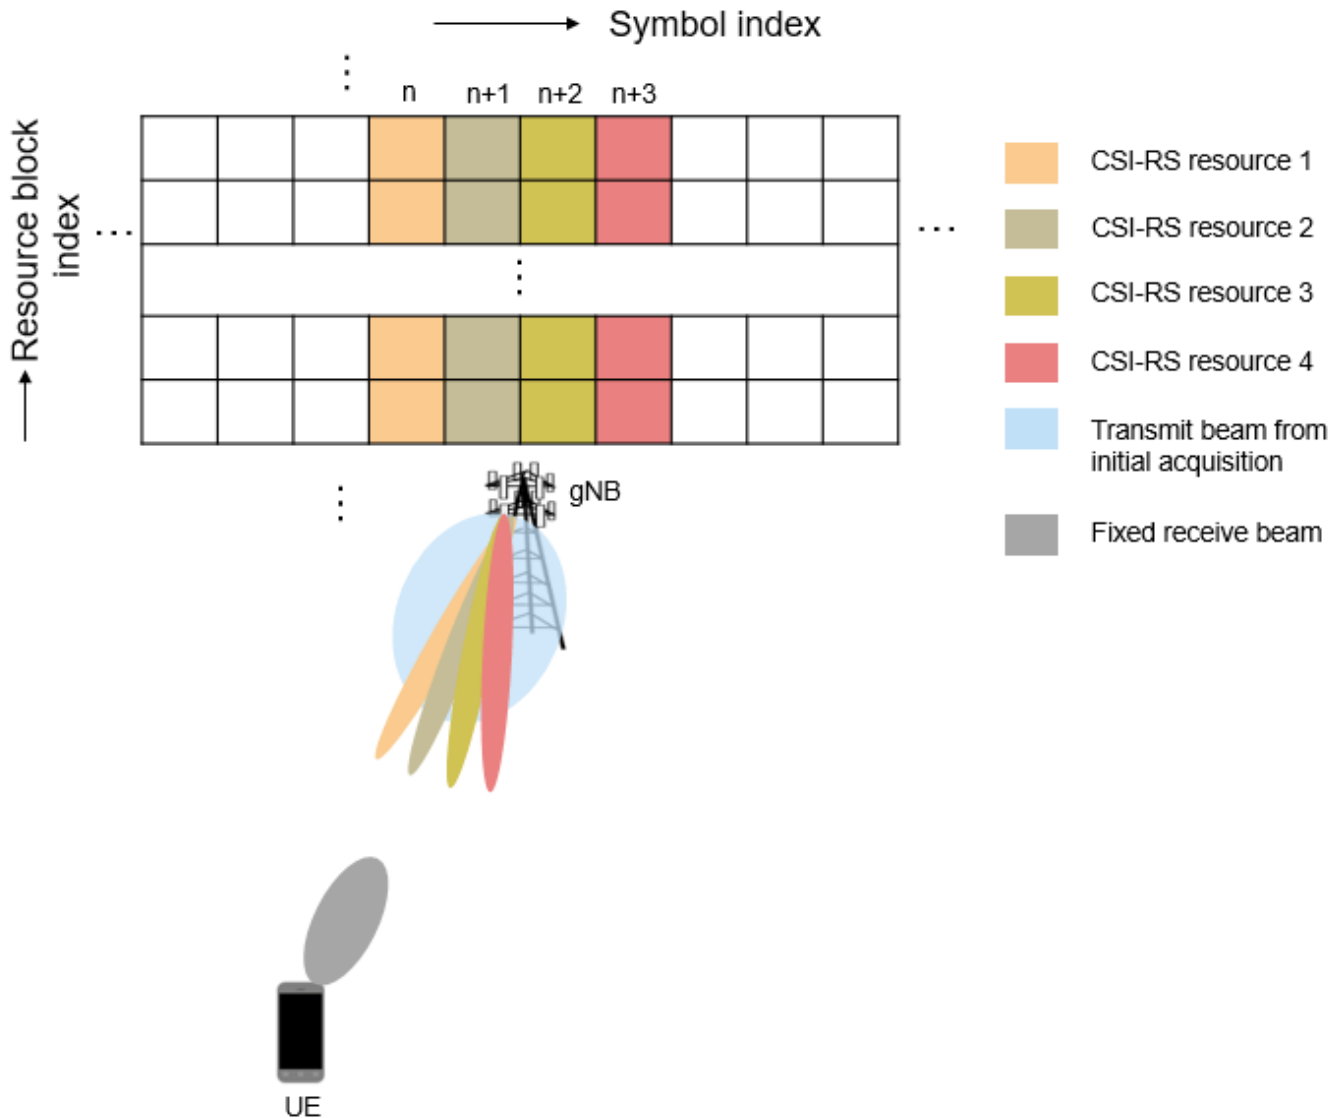 Symbol index
n
n+1
n+2
n+3
Resource block
index
CSI-RS resource 1
CSI-RS resource 2
CSI-RS resource 3
CSI-RS resource 4
Transmit beam from
initial acquisition
Fixed receive beam
gNB
UE